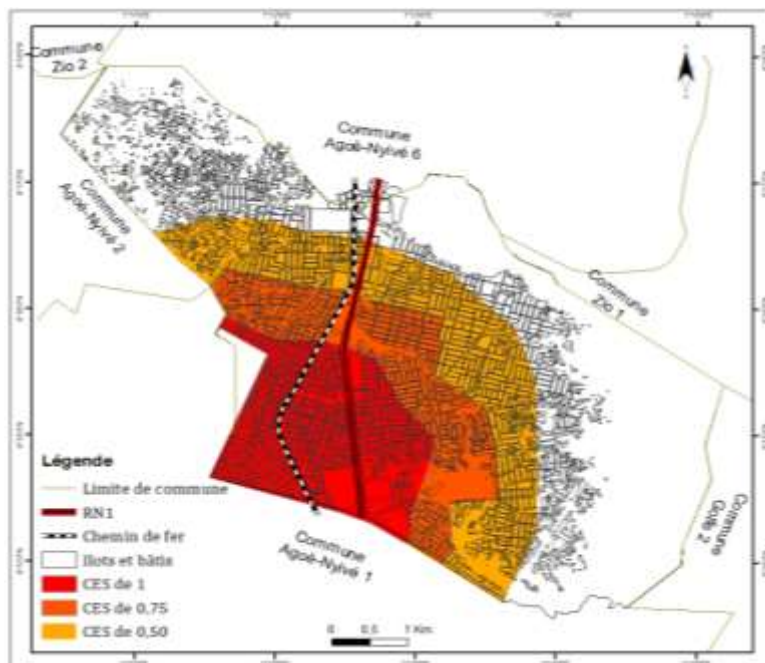 Commune
Zio 2
Commune
Agoè-Nyivé 6
Commune
Agoè-Nyivé 2
Commune
Zio 1
Légende
Limite de commune
RN1
Chemin de fer
Ilots et bâtis
CES de 1
CES de 0,75
CES de 0,50
Commune
Agoè-Nyivé 1
Commune
Golfe 2
0 0,5 1 Km